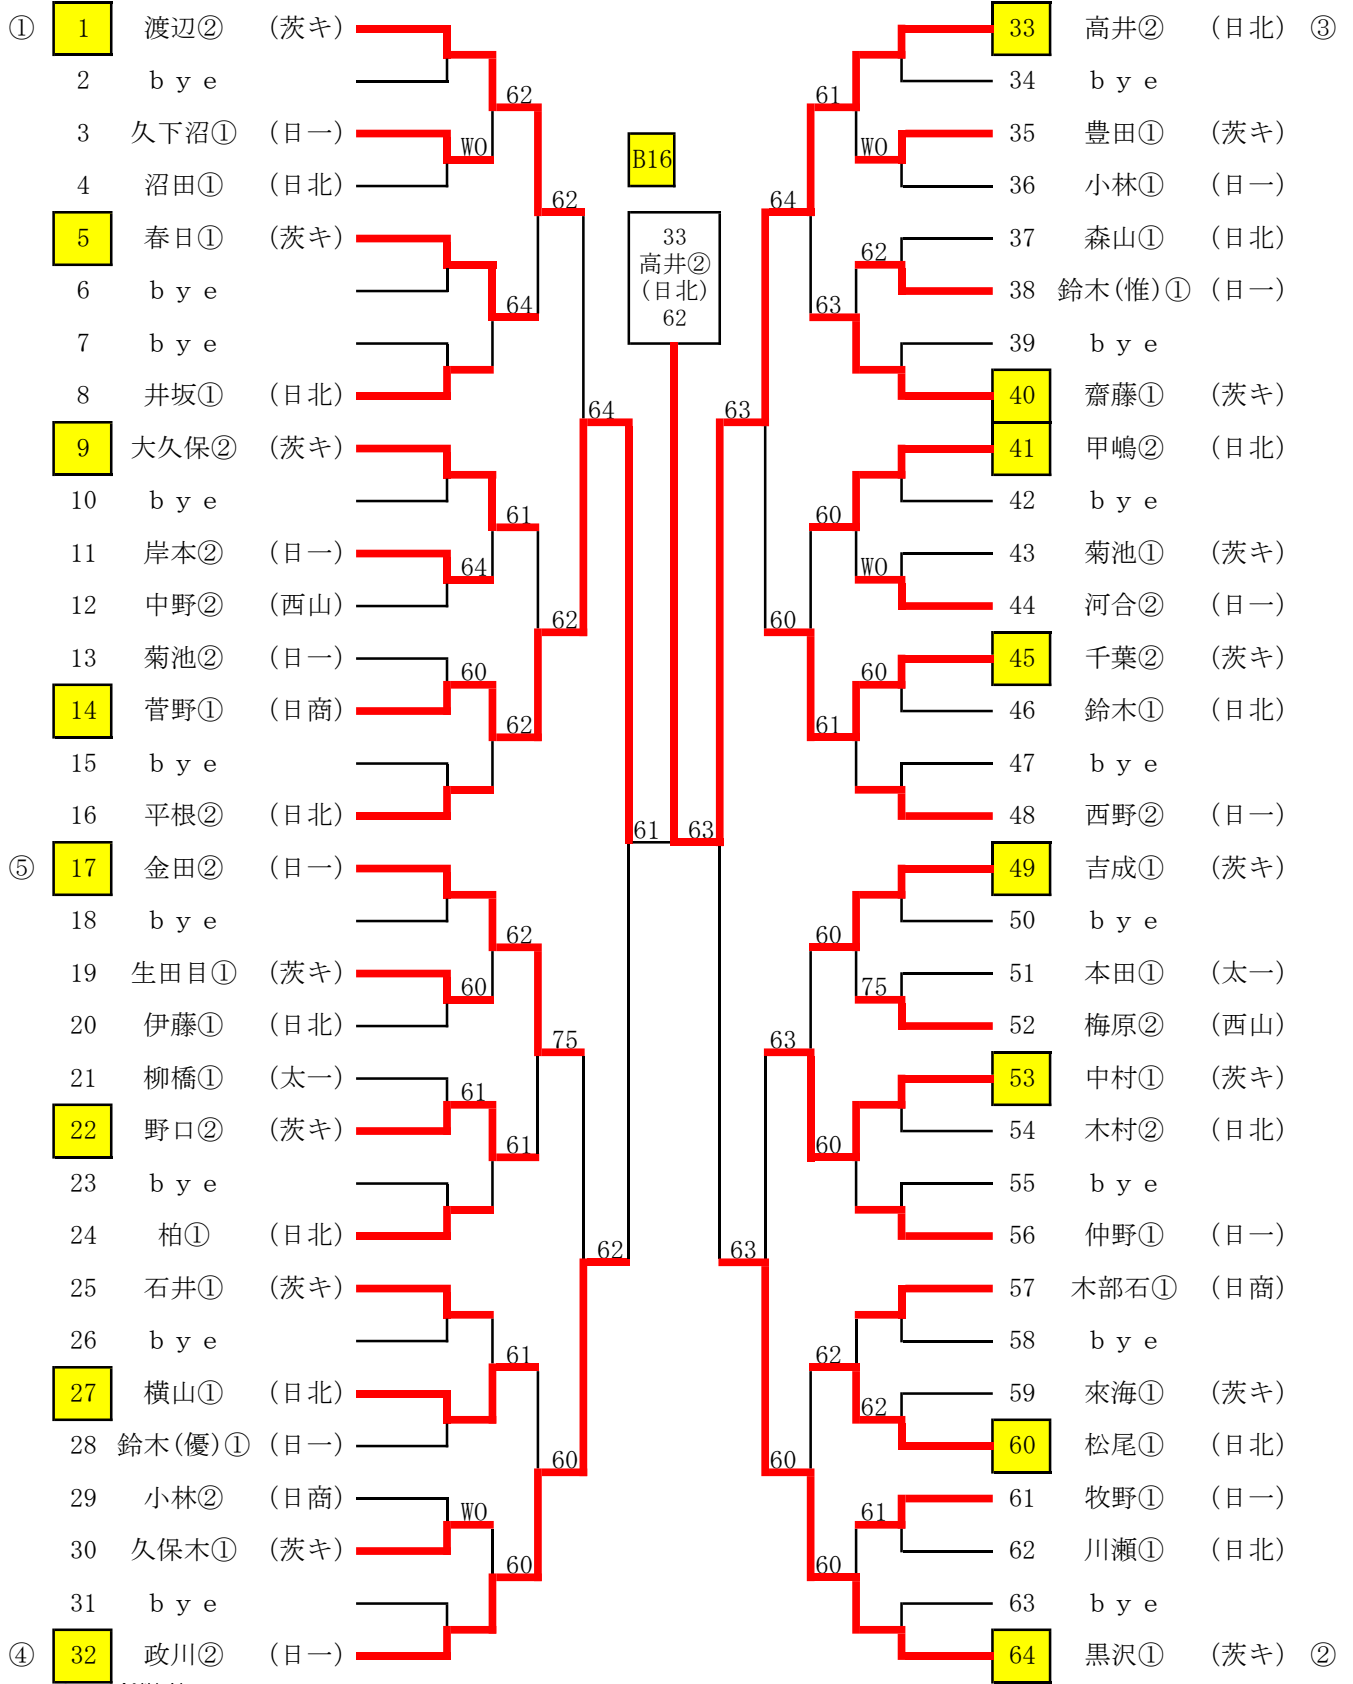 ① 1 渡辺② (茨キ)
2 bye
62
3 久下沼① (日一)
WO
4 沼田① (日北)
62
5 春日① (茨キ)
6 bye
64
7 bye
8 井坂① (日北)
64
9 大久保② (茨キ)
10 bye
61
11 岸本② (日一)
64
12 中野② (西山)
62
13 菊池② (日一)
60
14 菅野① (日商)
62
15 bye
16 平根② (日北)
61
⑤ 17 金田② (日一)
18 bye
62
19 生田目① (茨キ)
60
20 伊藤① (日北)
75
21 柳橋① (太一)
61
22 野口② (茨キ)
61
23 bye
24 柏① (日北)
62
25 石井① (茨キ)
26 bye
61
27 横山① (日北)
28 鈴木(優)① (日一)
60
29 小林② (日商)
WO
30 久保木① (茨キ)
60
31 bye
④ 32 政川② (日一)
B16
33
高井②
(日北)
62
63
33 高井② (日北) ③
34 bye
61
35 豊田① (茨キ)
WO
36 小林① (日一)
64
37 森山① (日北)
62
38 鈴木(惟)① (日一)
63
39 bye
40 齋藤① (茨キ)
63
41 甲嶋② (日北)
42 bye
60
43 菊池① (茨キ)
WO
44 河合② (日一)
60
45 千葉② (茨キ)
60
46 鈴木① (日北)
61
47 bye
48 西野② (日一)
49 吉成① (茨キ)
50 bye
60
51 本田① (太一)
75
52 梅原② (西山)
63
53 中村① (茨キ)
54 木村② (日北)
60
55 bye
56 仲野① (日一)
63
57 木部石① (日商)
58 bye
62
59 來海① (茨キ)
62
60 松尾① (日北)
60
61 牧野① (日一)
61
62 川瀬① (日北)
60
63 bye
64 黒沢① (茨キ) ②